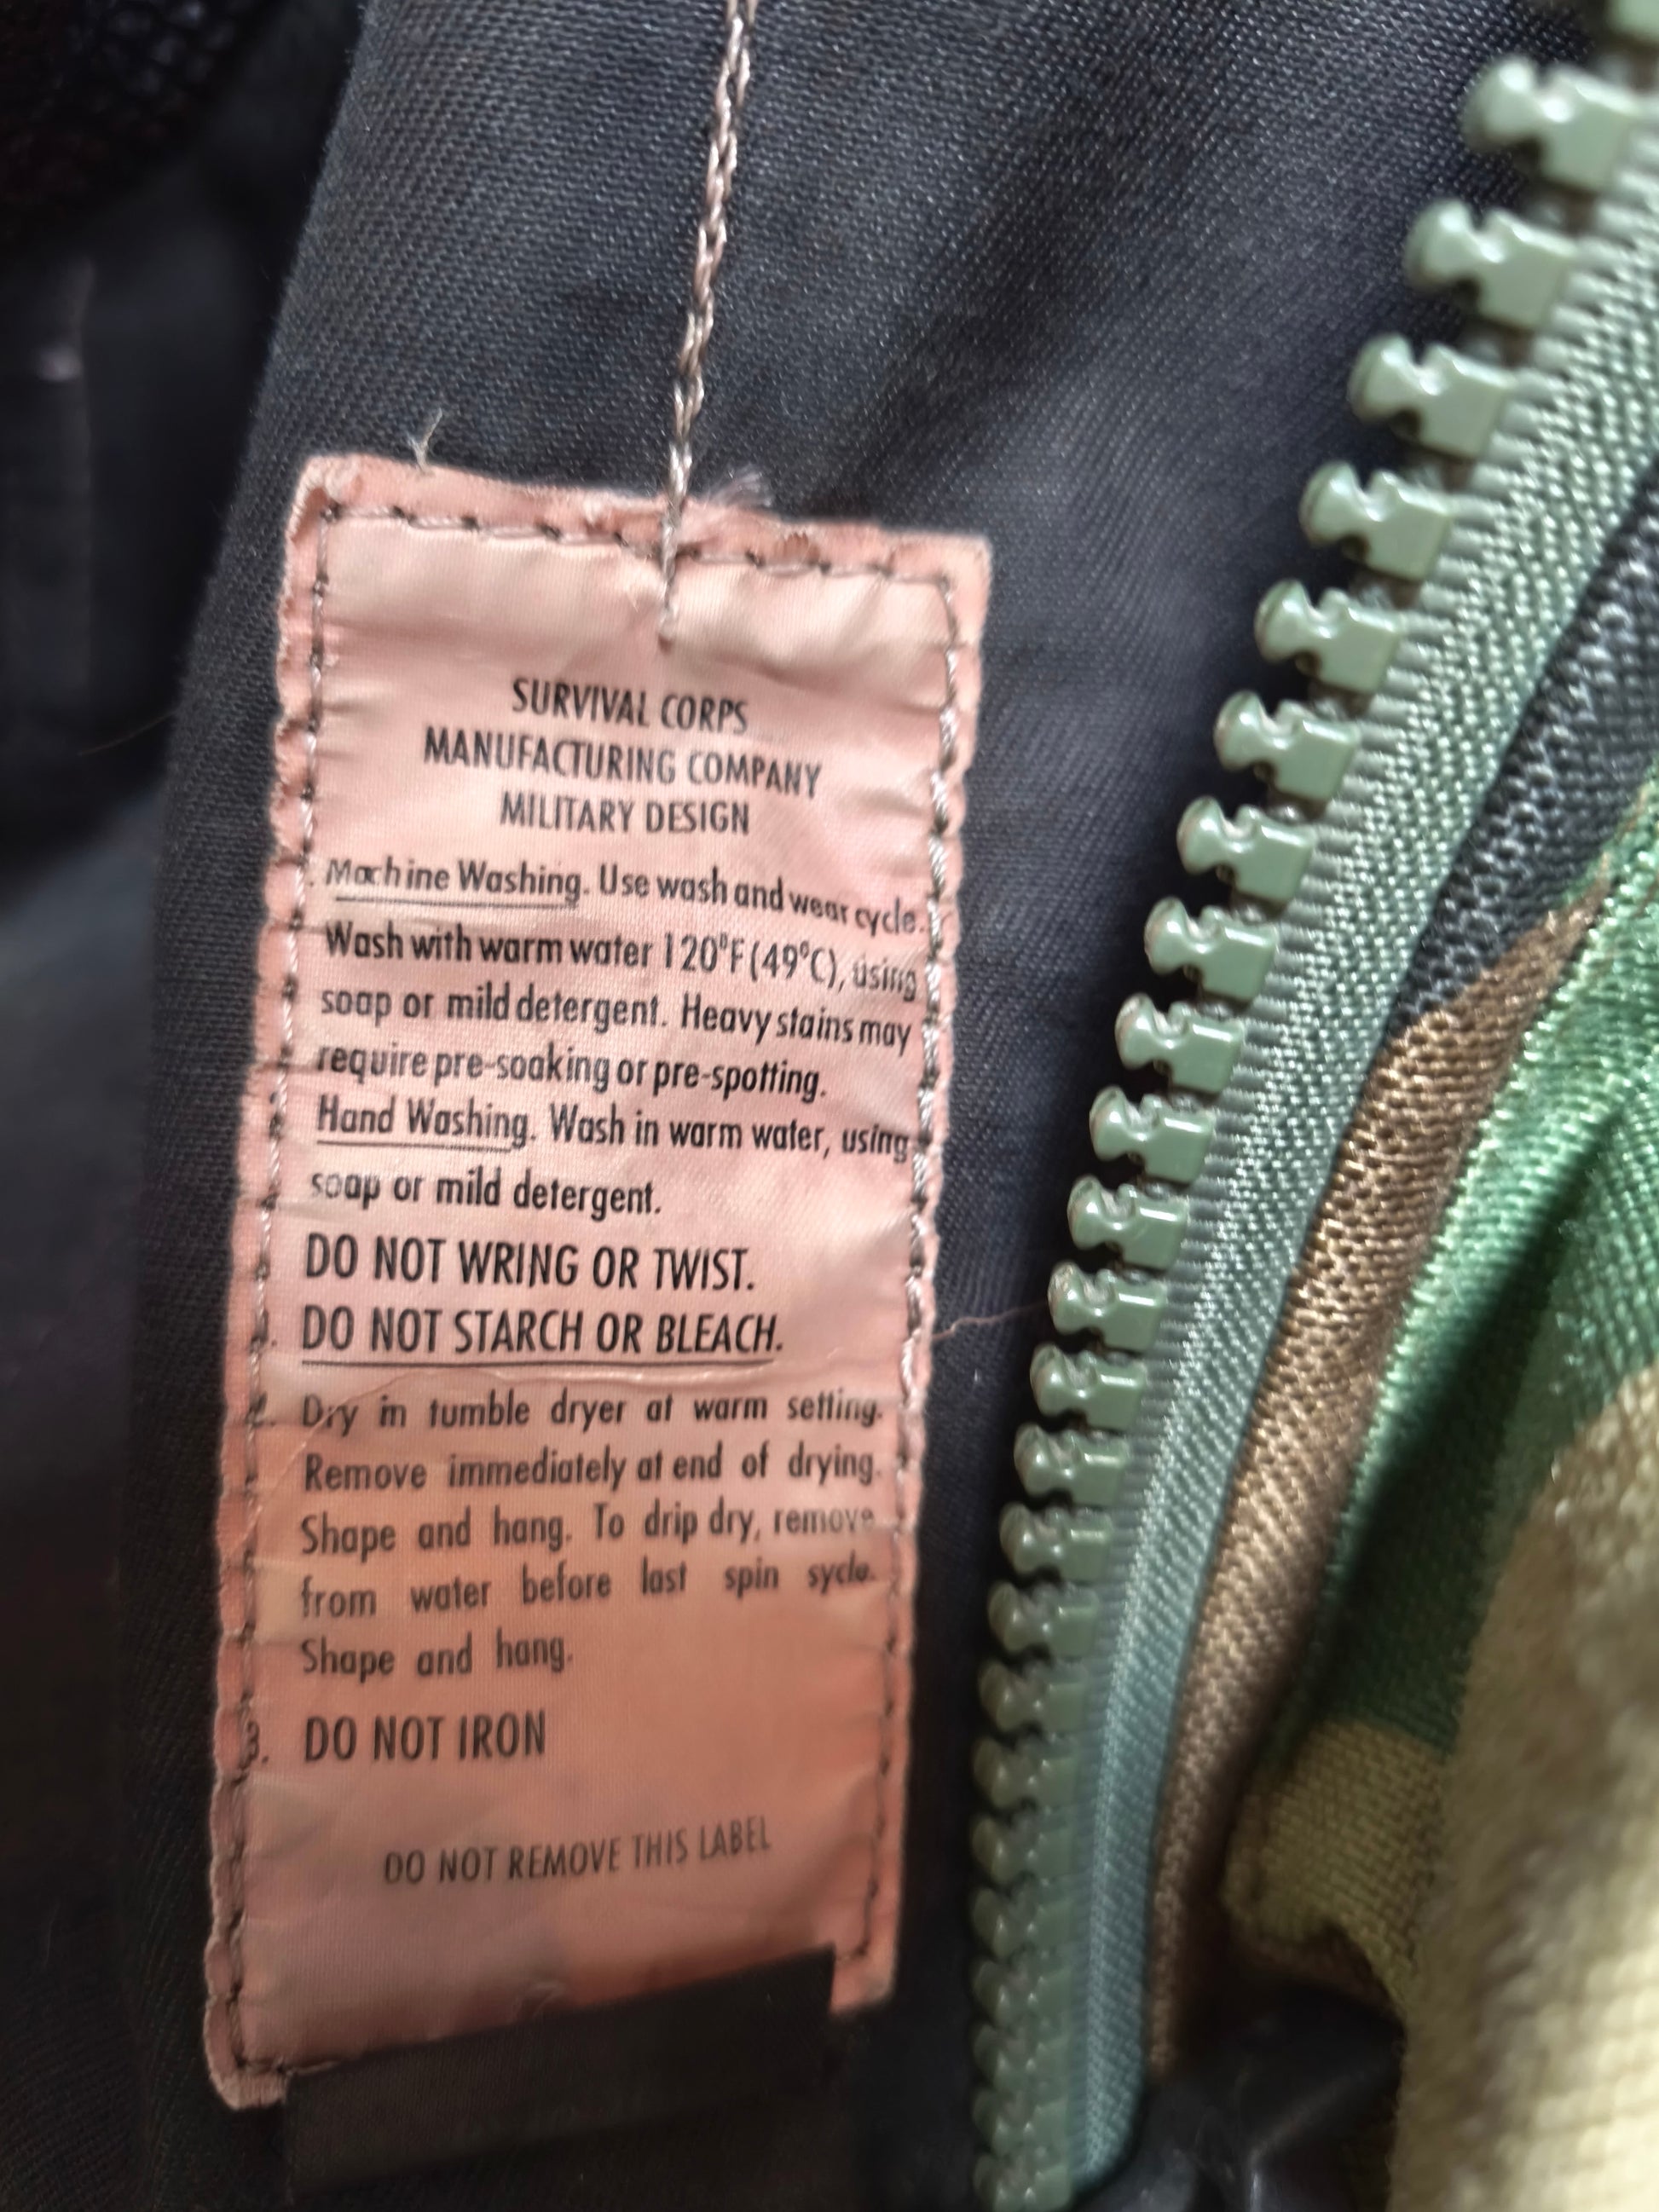 SURVIVAL CORPS
MANUFACTURING COMPANY
MILITARY DESIGN
. Machine Washing. Use wash and wear cycle.
Wash with warm water 120°F (49°C), using
soap or mild detergent. Heavy stains may
require pre-soaking or pre-spotting.
Hand Washing. Wash in warm water, using
soap or mild detergent.
DO NOT WRING OR TWIST.
. DO NOT STARCH OR BLEACH.
2. Dry in tumble dryer at warm setting.
Remove immediately at end of drying.
Shape and hang. To drip dry, remove
from water before last spin sycle.
Shape and hang.
3. DO NOT IRON
DO NOT REMOVE THIS LABEL